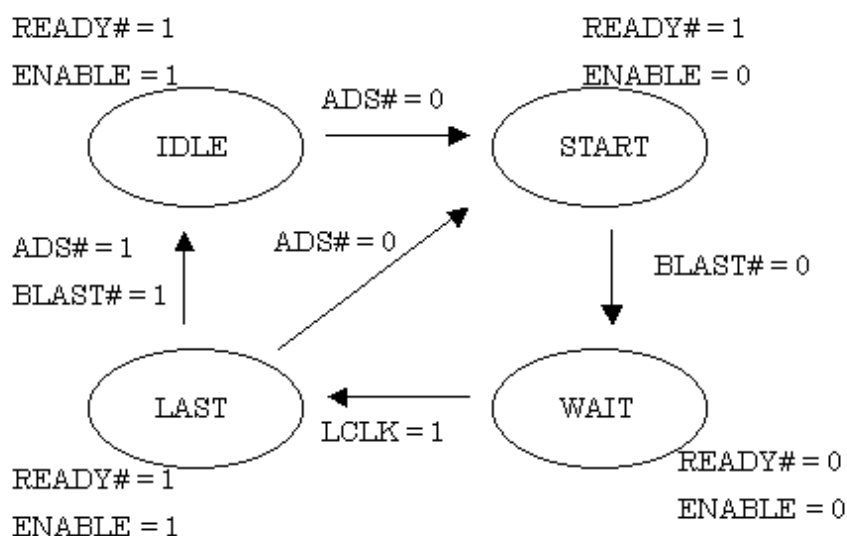 READY# = 1
ENABLE = 1
READY# = 1
ENABLE = 0
ADS# = 0
IDLE
START
ADS# = 1
BLAST# = 1
ADS# = 0
BLAST# = 0
LAST
WAIT
LCLK = 1
READY# = 1
ENABLE = 1
READY# = 0
ENABLE = 0